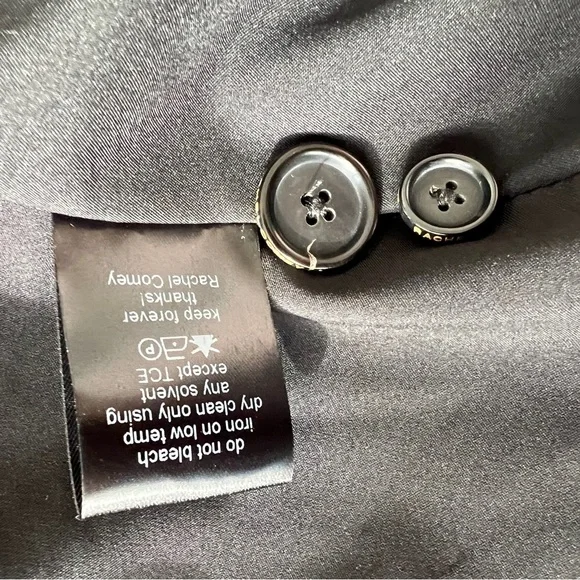 do not bleach
iron on low temp
dry clean only using
any solvent
except TCE
P
keep forever
thanks!
Rachel Comey
RACH